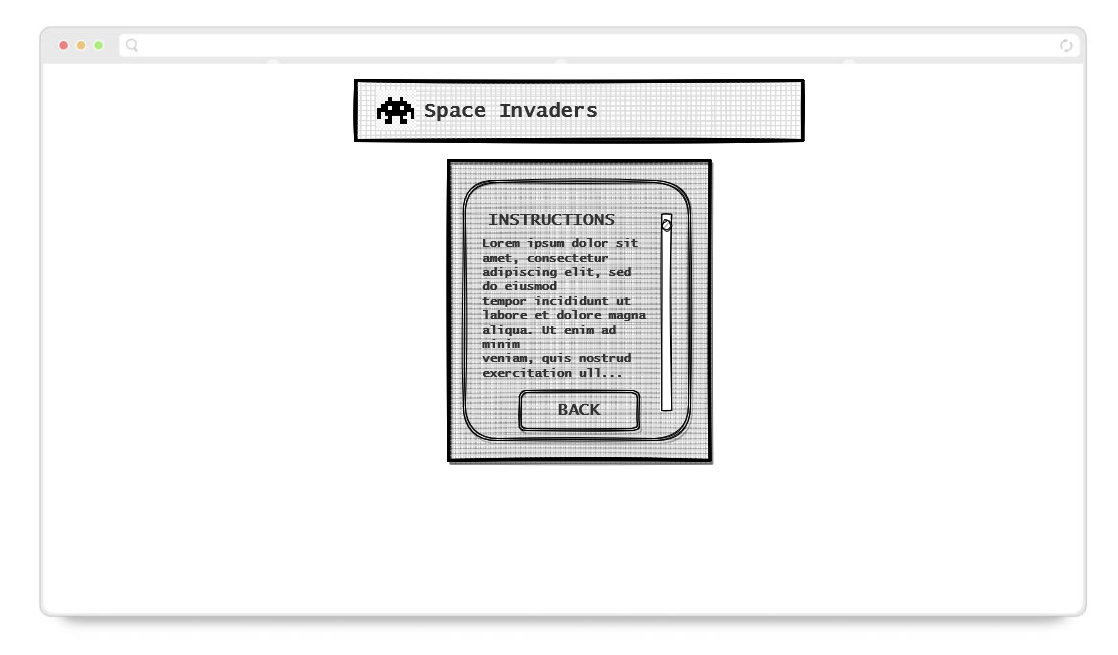 Space Invaders
INSTRUCTIONS
Lorem ipsum dolor sit
amet, consectetur
adipiscing elit, sed
do eiusmod
tempor incididunt ut
labore et dolore magna
aliqua. Ut enim ad
minim
veniam, quis nostrud
exercitation ull...
BACK